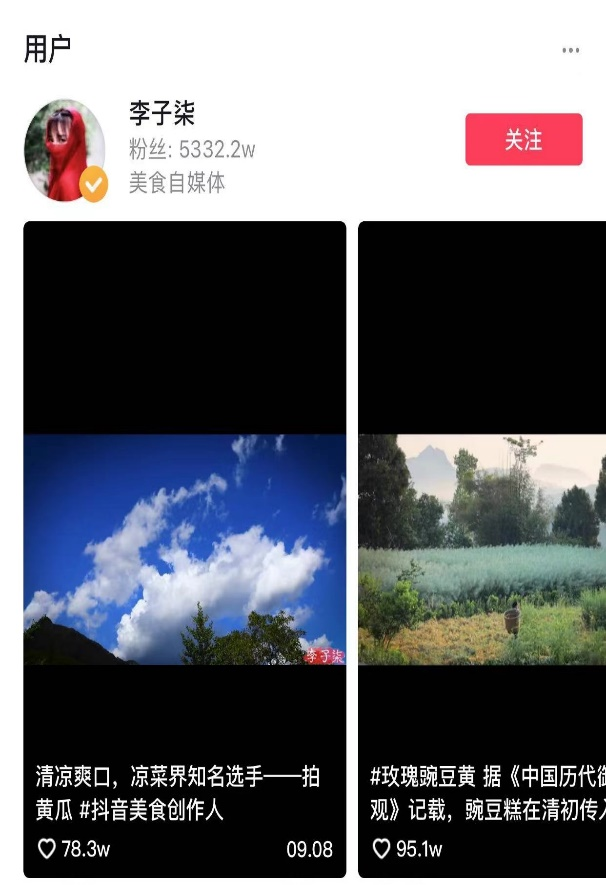 用户
李子柒
粉丝: 5332.2w
美食自媒体
关注
李子柒
清凉爽口，凉菜界知名选手——拍
黄瓜 #抖音美食创作人
78.3w
09.08
#玫瑰豌豆黄 据《中国历代御
观》记载，豌豆糕在清初传入
95.1w